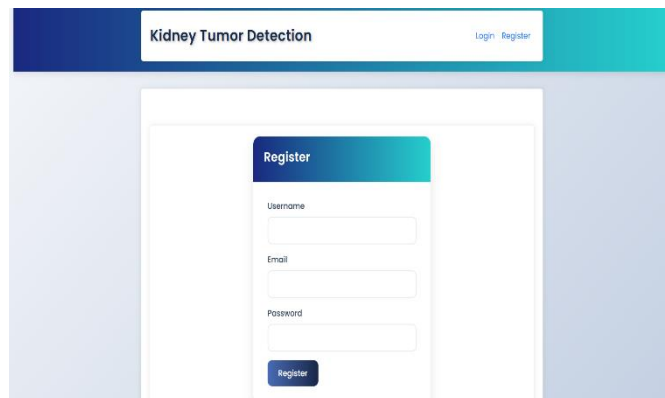 Kidney Tumor Detection
Login Register
Register
Username
Email
Password
Register